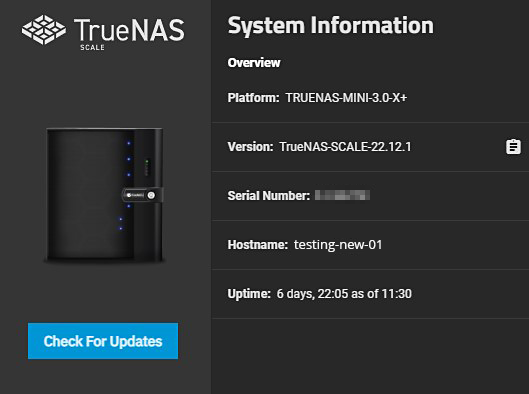 TrueNAS
SCALE
Check For Updates
System Information
Overview
Platform: TRUENAS-MINI-3.0-X+
Version: TrueNAS-SCALE-22.12.1
Serial Number:
Hostname: testing-new-01
Uptime: 6 days, 22:05 as of 11:30